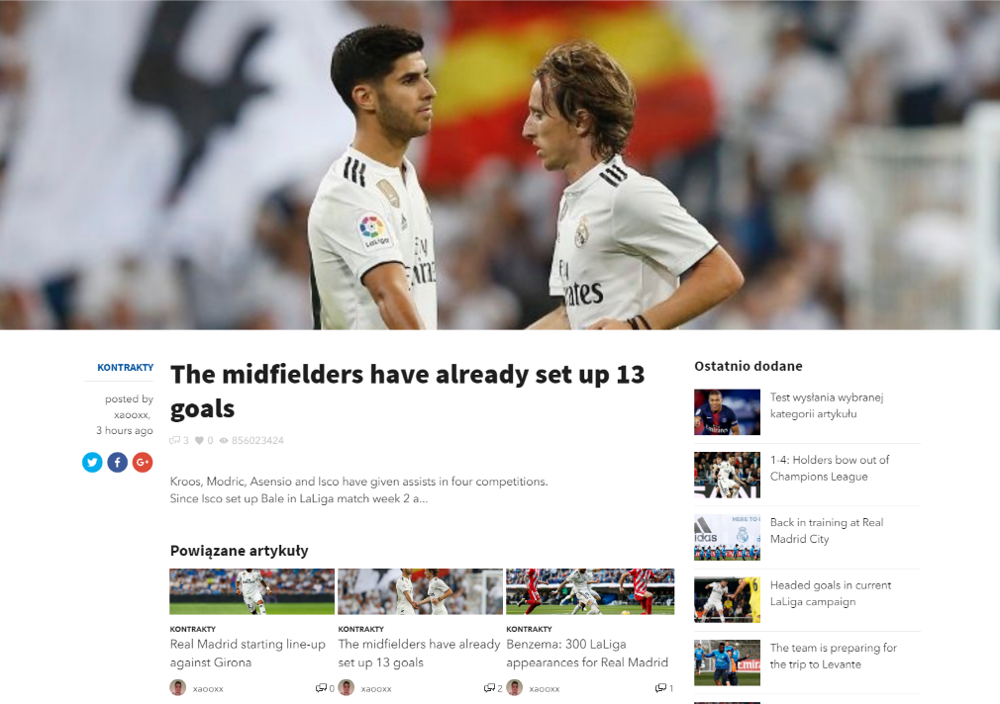 LaLiga
KONTRAKTY
posted by
xaooxx,
3 hours ago
The midfielders have already set up 13
goals
3 0 856023424
Kroos, Modric, Asensio and Isco have given assists in four competitions.
Since Isco set up Bale in LaLiga match week 2 a...
Powiązane artykuły
KONTRAKTY
Real Madrid starting line-up
against Girona
xaooxx 0
KONTRAKTY
The midfielders have already
set up 13 goals
xaooxx 2
KONTRAKTY
Benzema: 300 LaLiga
appearances for Real Madrid
xaooxx 1
Ostatnio dodane
Test wysłania wybranej
kategorii artykułu
1-4: Holders bow out of
Champions League
Back in training at Real
Madrid City
Headed goals in current
LaLiga campaign
The team is preparing for
the trip to Levante